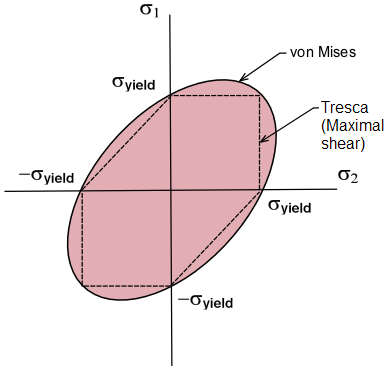 σ₁
von Mises
σyield
Tresca
(Maximal
shear)
−σyield
σ₂
σyield
−σyield